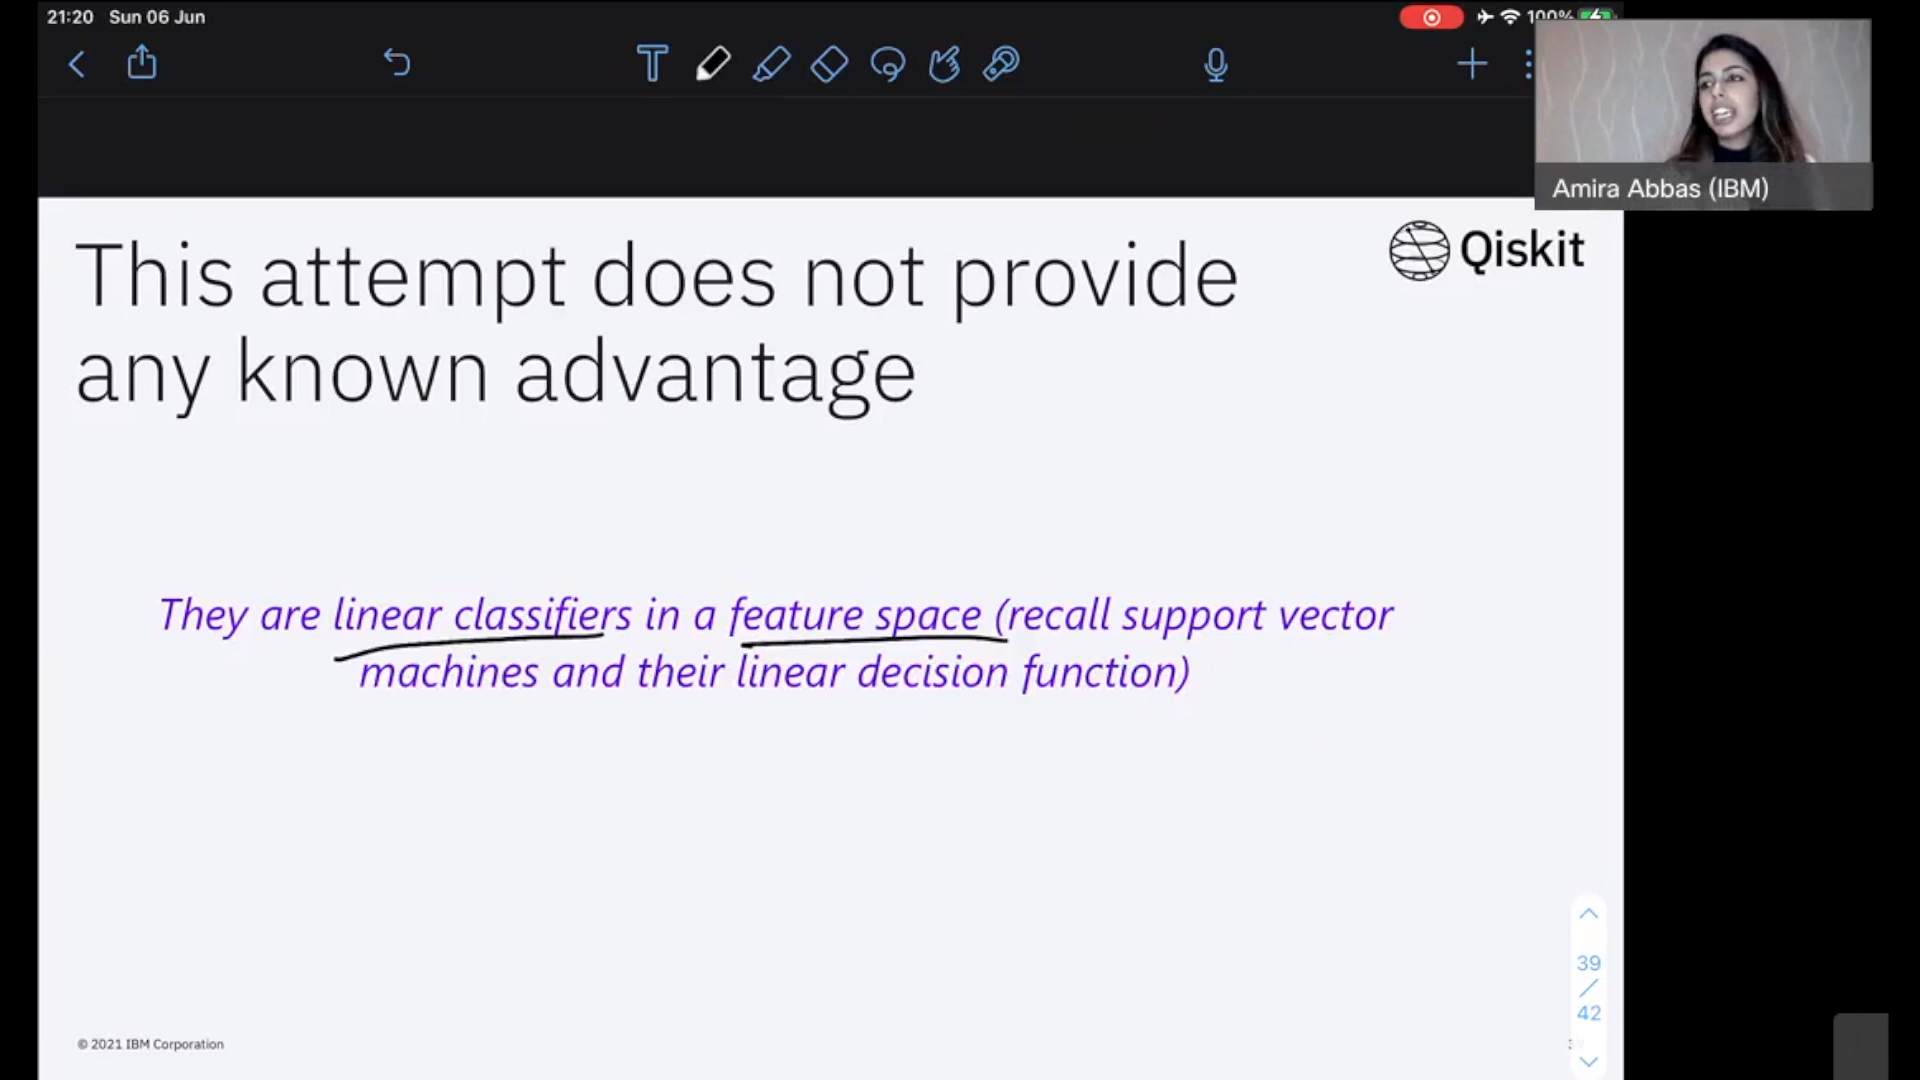 21:20 Sun 06 Jun
100%
Amira Abbas (IBM)
Qiskit
This attempt does not provide
any known advantage
They are linear classifiers in a feature space (recall support vector
machines and their linear decision function)
39
42
© 2021 IBM Corporation